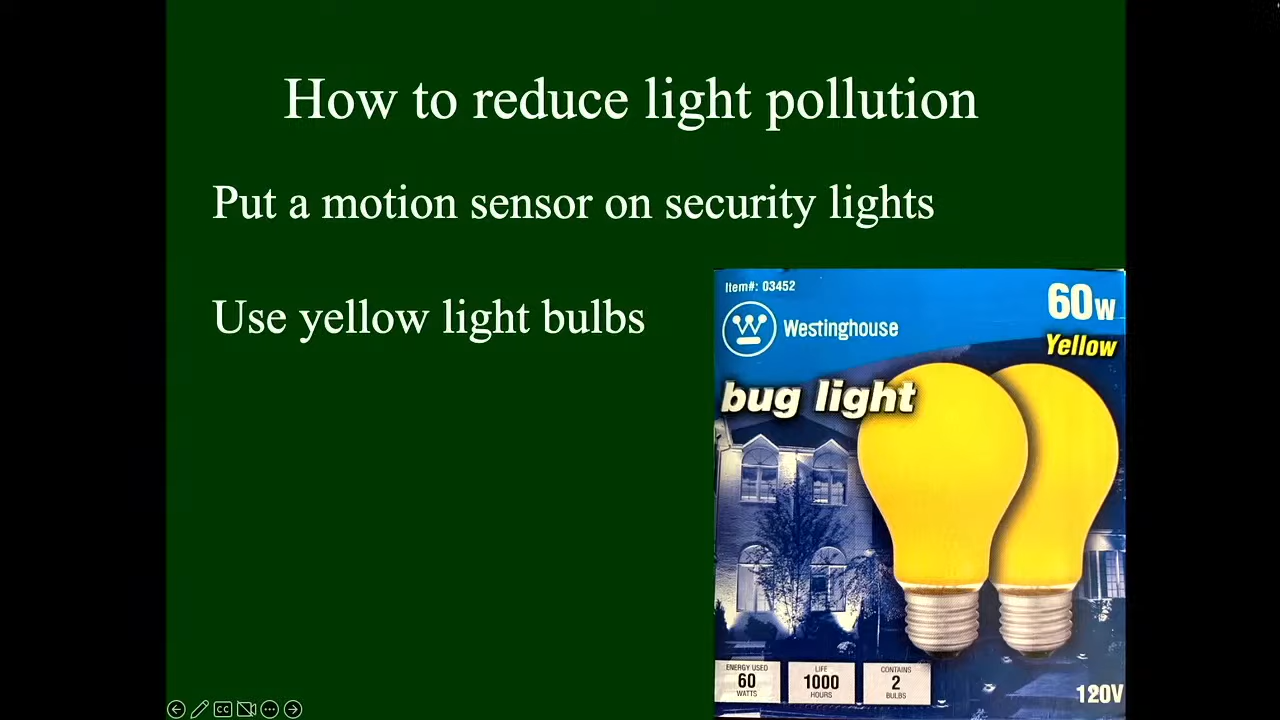 How to reduce light pollution
Put a motion sensor on security lights
Use yellow light bulbs
Item#: 03452
Westinghouse
60W
Yellow
bug light
ENERGY USED
60
WATTS
LIFE
1000
HOURS
CONTAINS
2
BULBS
120V
CC